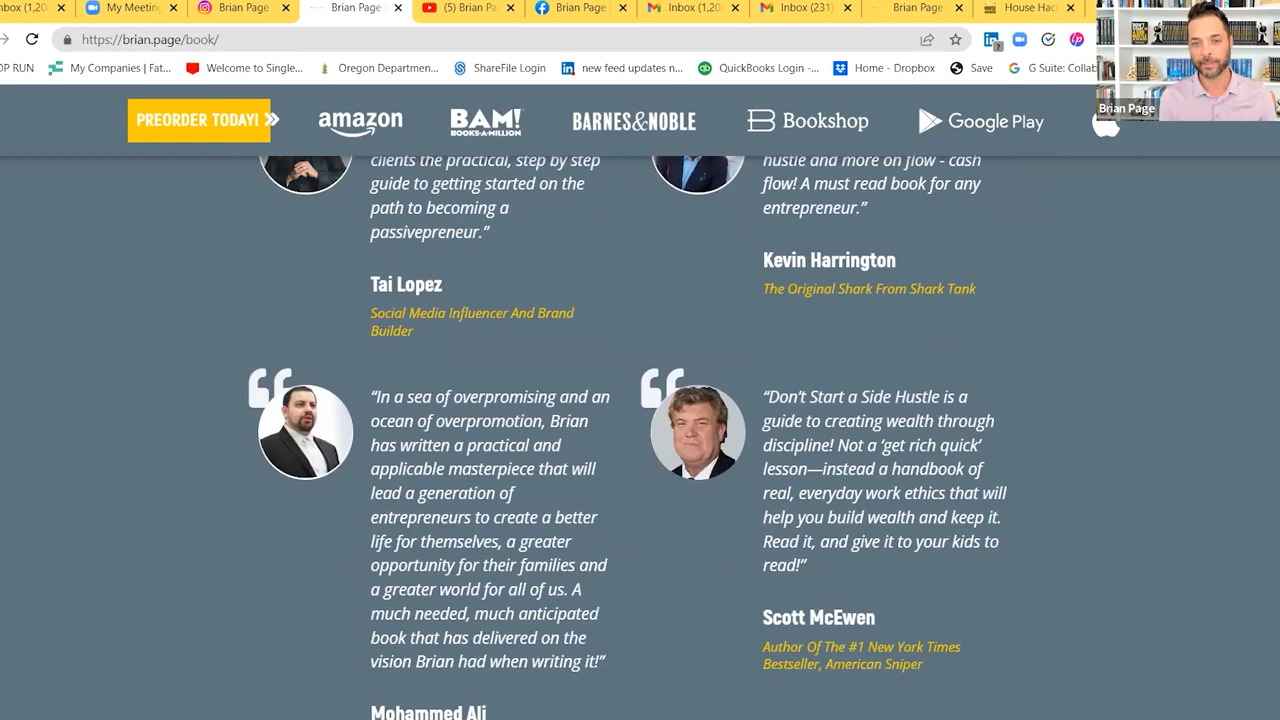 nbox (1,20
My Meetin
Brian Page
Brian Page
(5) Brian P
Brian Page
Inbox (1,20
Inbox (231)
Brian Page
House Hac
https://brian.page/book/
OP RUN
My Companies | Fat...
Welcome to Single...
Oregon Departmen...
ShareFile Login
new feed updates n...
QuickBooks Login -...
Home - Dropbox
Save
G Suite: Collab
Brian Page
PREORDER TODAY!
amazon
BAM!
BOOKS-A-MILLION
BARNES&NOBLE
Bookshop
Google Play
clients the practical, step by step
guide to getting started on the
path to becoming a
passivepreneur.”
Tai Lopez
Social Media Influencer And Brand
Builder
hustle and more on flow - cash
flow! A must read book for any
entrepreneur.”
Kevin Harrington
The Original Shark From Shark Tank
“In a sea of overpromising and an
ocean of overpromotion, Brian
has written a practical and
applicable masterpiece that will
lead a generation of
entrepreneurs to create a better
life for themselves, a greater
opportunity for their families and
a greater world for all of us. A
much needed, much anticipated
book that has delivered on the
vision Brian had when writing it!”
Mohammed Ali
“Don’t Start a Side Hustle is a
guide to creating wealth through
discipline! Not a ‘get rich quick’
lesson—instead a handbook of
real, everyday work ethics that will
help you build wealth and keep it.
Read it, and give it to your kids to
read!”
Scott McEwen
Author Of The #1 New York Times
Bestseller, American Sniper